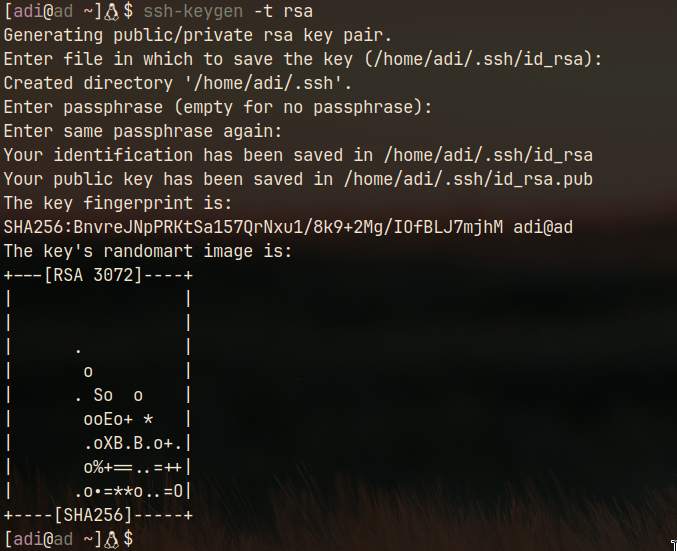 [adi@ad ~]🐧$ ssh-keygen -t rsa
Generating public/private rsa key pair.
Enter file in which to save the key (/home/adi/.ssh/id_rsa):
Created directory '/home/adi/.ssh'.
Enter passphrase (empty for no passphrase):
Enter same passphrase again:
Your identification has been saved in /home/adi/.ssh/id_rsa
Your public key has been saved in /home/adi/.ssh/id_rsa.pub
The key fingerprint is:
SHA256:BnvreJNpPRKtSa157QrNxu1/8k9+2Mg/IOfBLJ7mjhM adi@ad
The key's randomart image is:
+---[RSA 3072]----+
|                 |
|                 |
|      .          |
|       o         |
|      . So  o    |
|       ooEo+ *   |
|       .oXB.B.o+.|
|       o%+==..=++|
|      .o*=**o..=O|
+----[SHA256]-----+
[adi@ad ~]🐧$